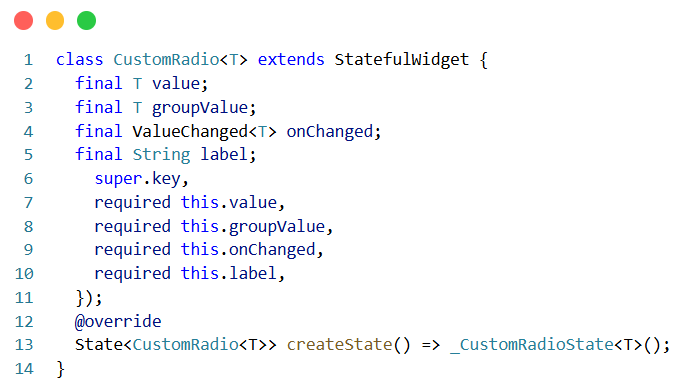 1 class CustomRadio<T> extends StatefulWidget {
2 final T value;
3 final T groupValue;
4 final ValueChanged<T> onChanged;
5 final String label;
6 super.key,
7 required this.value,
8 required this.groupValue,
9 required this.onChanged,
10 required this.label,
11 });
12 @override
13 State<CustomRadio<T>> createState() => _CustomRadioState<T>();
14 }